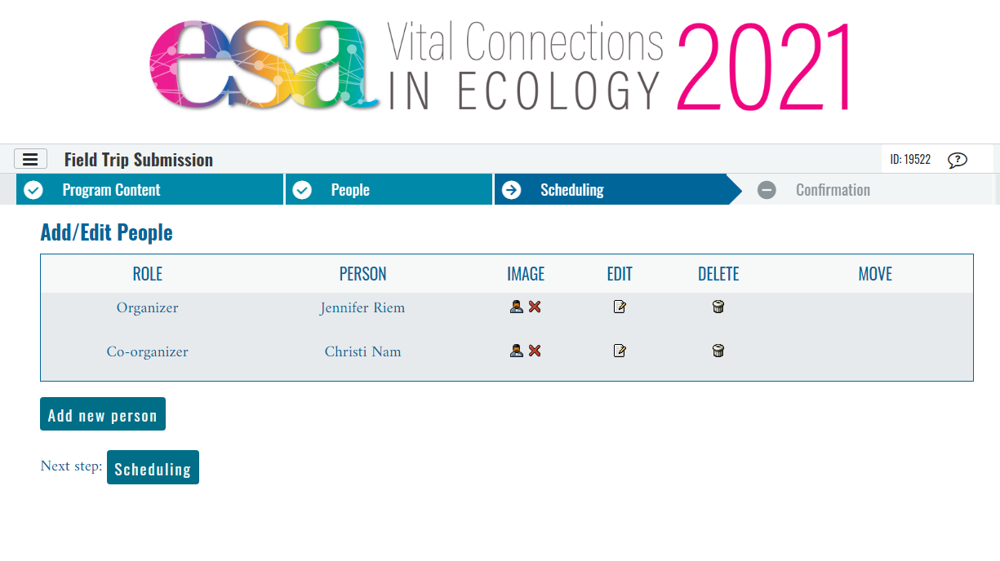 esa Vital Connections 2021
IN ECOLOGY
Field Trip Submission ID: 19522 ?
Program Content People Scheduling Confirmation
Add/Edit People
ROLE PERSON IMAGE EDIT DELETE MOVE
Organizer Jennifer Riem
Co-organizer Christi Nam
Add new person
Next step: Scheduling